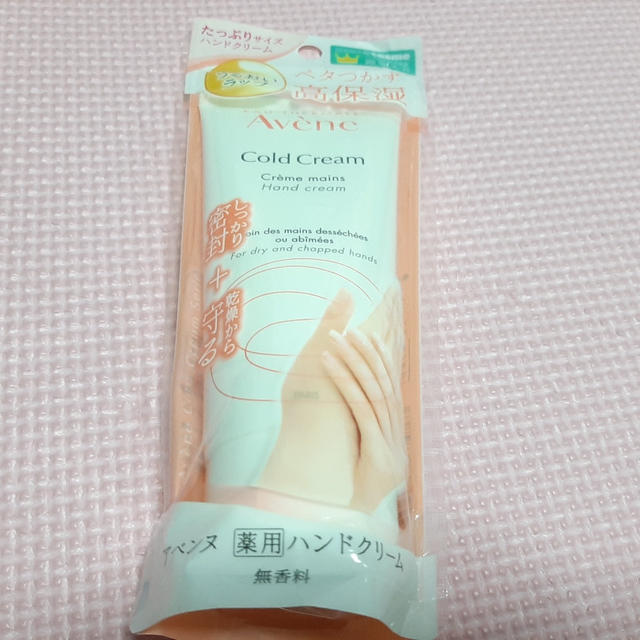 たっぷりサイズ
ハンドクリーム
ベタつかず
高保湿
Avène
Cold Cream
Crème mains
Hand cream
soin des mains desséchées
ou abîmées
For dry and chapped hands
しっかり
密封
+
乾燥から
守る
アベンヌ 薬用 ハンドクリーム
無香料